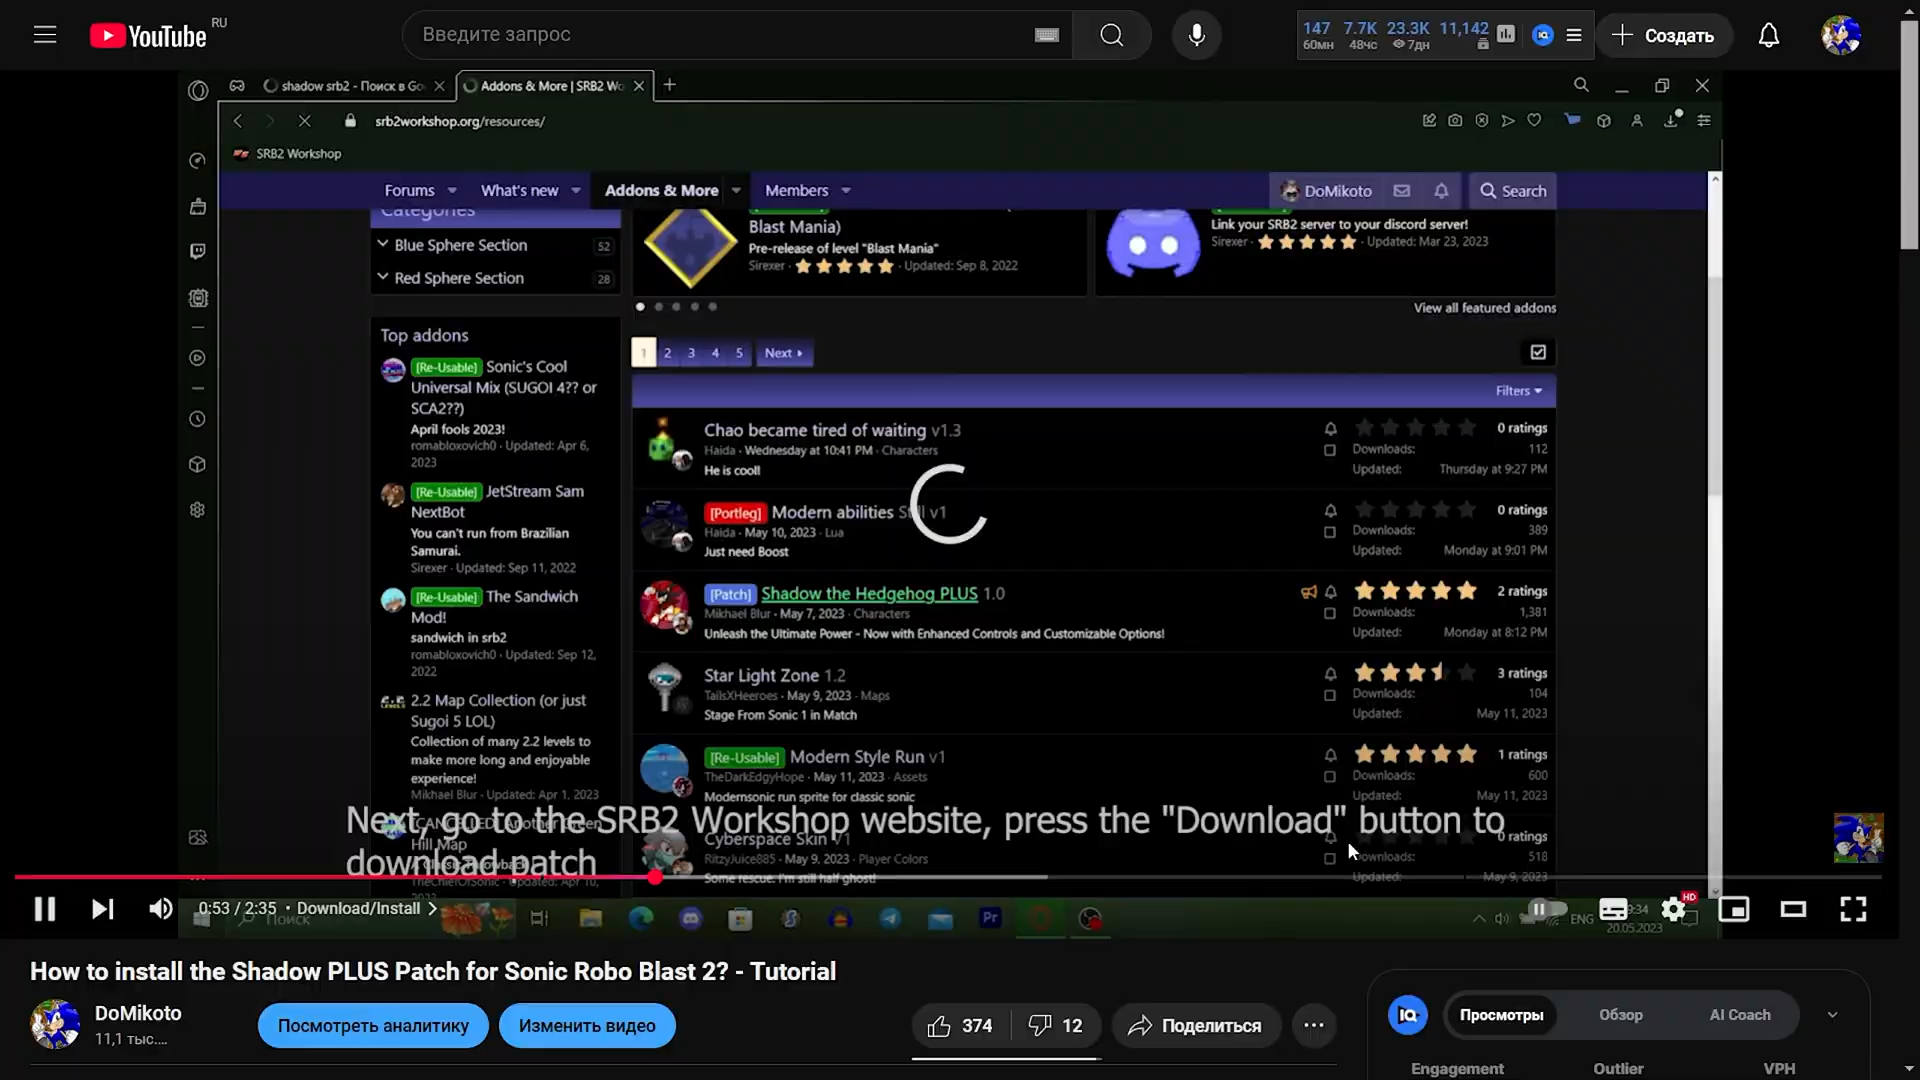 YouTube RU
Введите запрос
147 7.7K 23.3K 11,142
60мн 48чс 7дн
Создать
shadow srb2 - Поиск в Go
Addons & More | SRB2 Wo
srb2workshop.org/resources/
SRB2 Workshop
Forums What's new Addons & More Members DoMikoto Search
Categories
Blue Sphere Section 52
Red Sphere Section 28
Blast Mania)
Pre-release of level "Blast Mania"
Sirexer · Updated: Sep 8, 2022
Link your SRB2 server to your discord server!
Sirexer · Updated: Mar 23, 2023
View all featured addons
Top addons
[Re-Usable] Sonic's Cool
Universal Mix (SUGOI 4?? or
SCA2??)
April fools 2023!
romabloxovich0 · Updated: Apr 6,
2023
[Re-Usable] JetStream Sam
NextBot
You can't run from Brazilian
Samurai.
Sirexer · Updated: Sep 11, 2022
[Re-Usable] The Sandwich
Mod!
sandwich in srb2
romabloxovich0 · Updated: Sep 12,
2022
2.2 Map Collection (or just
Sugoi 5 LOL)
Collection of many 2.2 levels to
make more long and enjoyable
experience!
Mikhael Blur · Updated: Apr 1, 2023
[CANCELLED] Another Green
Hill Map
TheChiefOfSonic · Updated: Apr 10,
1 2 3 4 5 Next
Filters
Chao became tired of waiting v1.3
Haida · Wednesday at 10:41 PM · Characters
He is cool!
0 ratings
Downloads: 112
Updated: Thursday at 9:27 PM
[Portleg] Modern abilities Still v1
Haida · May 10, 2023 · Lua
Just need Boost
0 ratings
Downloads: 389
Updated: Monday at 9:01 PM
[Patch] Shadow the Hedgehog PLUS 1.0
Mikhael Blur · May 7, 2023 · Characters
Unleash the Ultimate Power - Now with Enhanced Controls and Customizable Options!
2 ratings
Downloads: 1,381
Updated: Monday at 8:12 PM
Star Light Zone 1.2
TailsXHeeroes · May 9, 2023 · Maps
Stage From Sonic 1 in Match
3 ratings
Downloads: 104
Updated: May 11, 2023
[Re-Usable] Modern Style Run v1
TheDarkEdgyHope · May 11, 2023 · Assets
Modernsonic run sprite for classic sonic
1 ratings
Downloads: 600
Updated: May 11, 2023
Cyberspace Skin v1
RitzyJuice885 · May 9, 2023 · Player Colors
Some rescue. I'm still half ghost!
0 ratings
Downloads: 518
Updated: May 9, 2023
Next, go to the SRB2 Workshop website, press the "Download" button to
download patch
0:53 / 2:35 · Download/Install
Поиск
Pr
ENG
9:34
20.05.2023
HD
How to install the Shadow PLUS Patch for Sonic Robo Blast 2? - Tutorial
DoMikoto
11,1 тыс....
Посмотреть аналитику
Изменить видео
374
12
Поделиться
IQ
Просмотры Обзор AI Coach
Engagement Outlier VPH